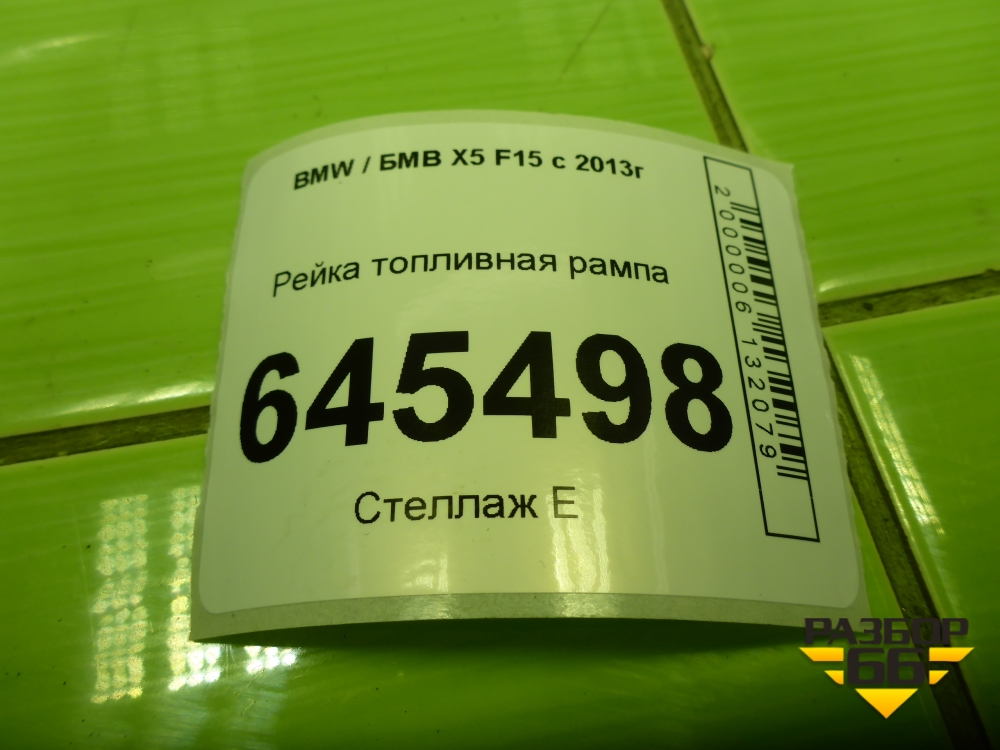 BMW / БМВ X5 F15 с 2013г
Рейка топливная рампа
645498
Стеллаж Е
2000006132079
РАЗБОР
66